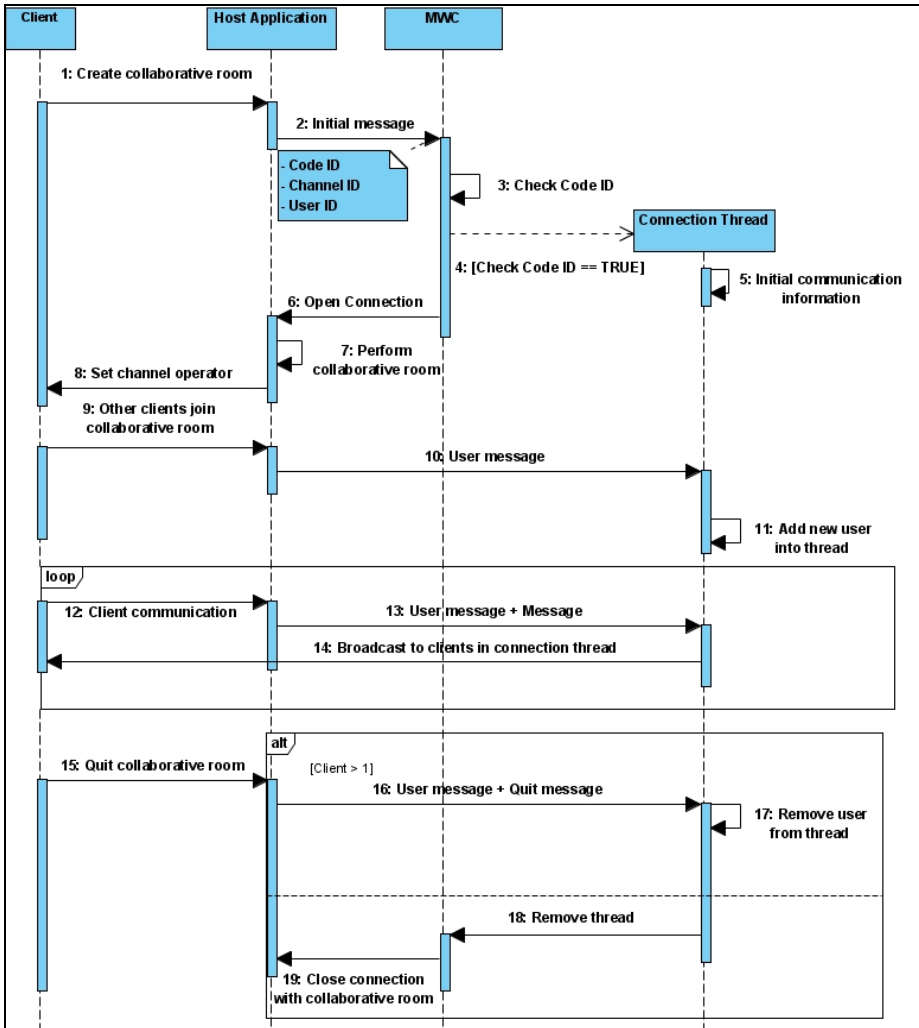 Client
Host Application
MWC
1: Create collaborative room
2: Initial message
- Code ID
- Channel ID
- User ID
3: Check Code ID
Connection Thread
4: [Check Code ID == TRUE]
5: Initial communication
information
6: Open Connection
7: Perform
collaborative room
8: Set channel operator
9: Other clients join
collaborative room
10: User message
11: Add new user
into thread
loop
12: Client communication
13: User message + Message
14: Broadcast to clients in connection thread
alt
15: Quit collaborative room
[Client > 1]
16: User message + Quit message
17: Remove user
from thread
18: Remove thread
19: Close connection
with collaborative room